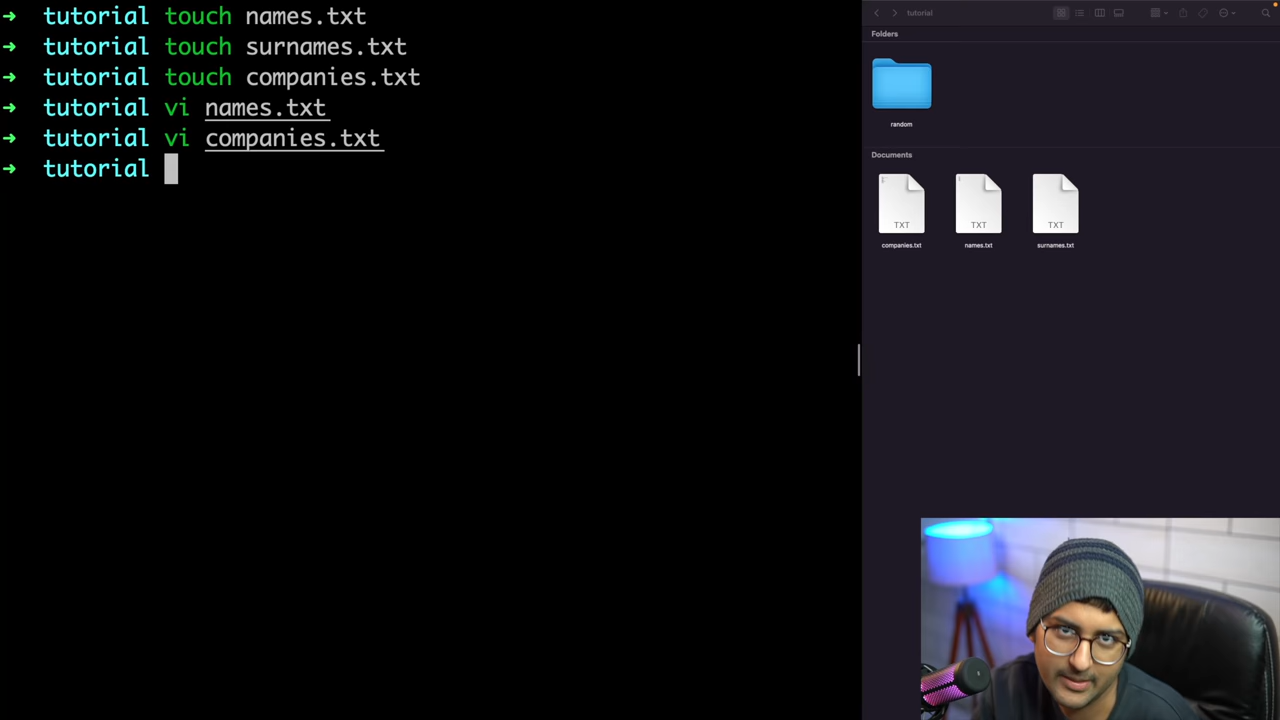 ➜ tutorial touch names.txt
➜ tutorial touch surnames.txt
➜ tutorial touch companies.txt
➜ tutorial vi names.txt
➜ tutorial vi companies.txt
➜ tutorial
tutorial
Folders
random
Documents
TXT TXT TXT
companies.txt names.txt surnames.txt